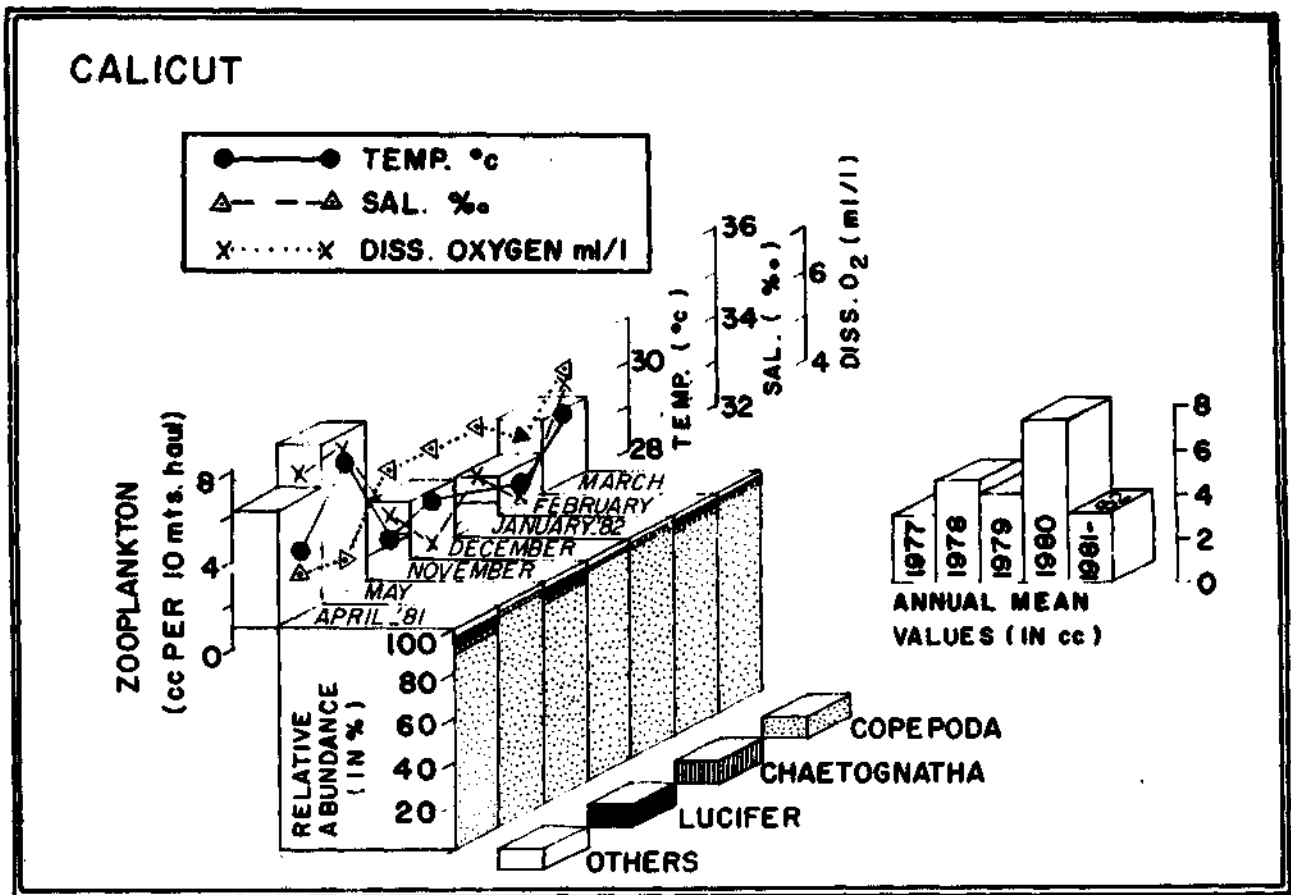 CALICUT
TEMP. °c
SAL. ‰
DISS. OXYGEN ml/l
36
34
32
SAL. ( ‰ )
6
4
DISS. O2 (ml/l)
30
28
TEMP. (°c)
8
4
0
ZOOPLANKTON
(cc PER 10 mts. haul)
MARCH
FEBRUARY
JANUARY'82
DECEMBER
NOVEMBER
MAY
APRIL '81
100
80
60
40
20
RELATIVE
ABUNDANCE
(IN %)
COPEPODA
CHAETOGNATHA
LUCIFER
OTHERS
1977
1978
1979
1980
1981-82
8
6
4
2
0
ANNUAL MEAN
VALUES (IN cc)